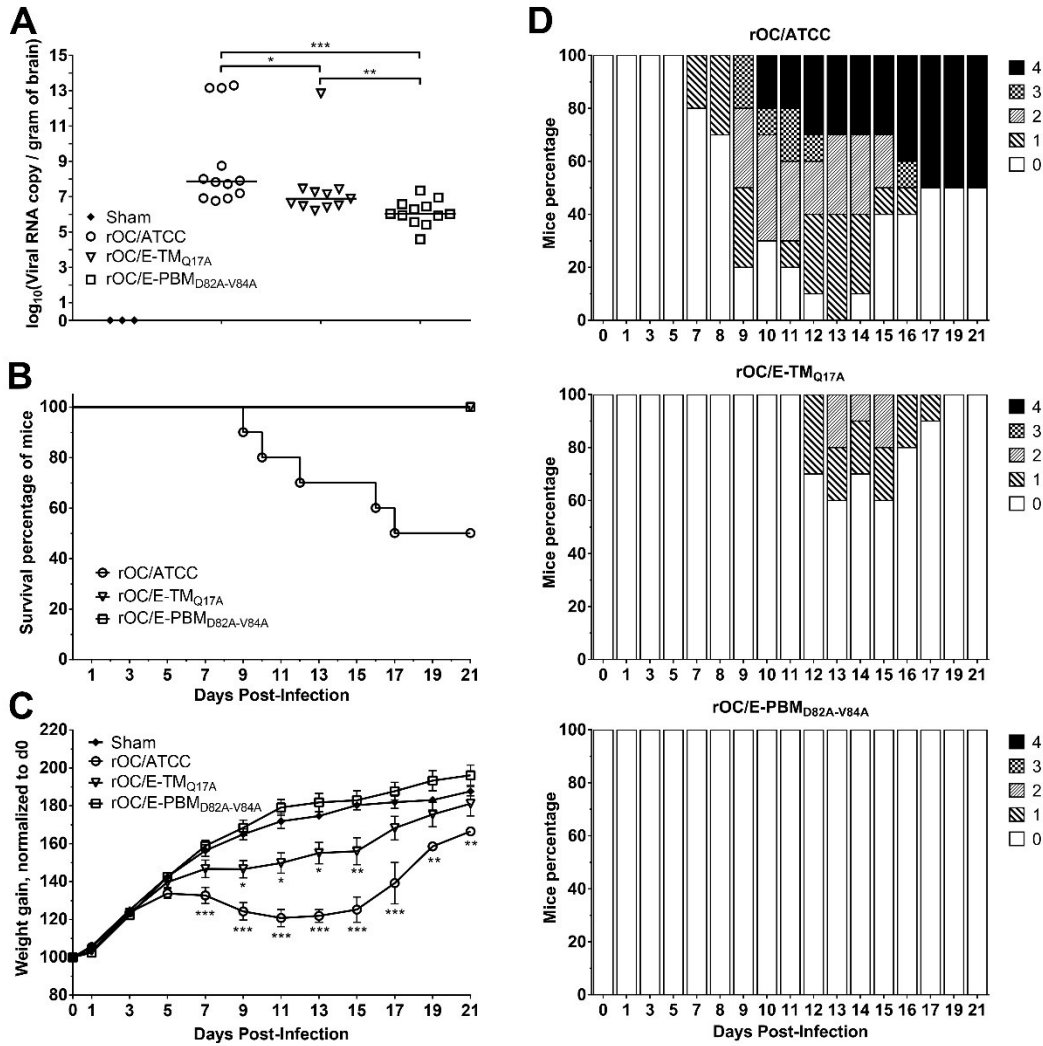 A
log10(Viral RNA copy / gram of brain)
15
13
11
9
7
5
3
1
0
***
*
**
Sham
rOC/ATCC
rOC/E-TMQ17A
rOC/E-PBMD82A-V84A
B
Survival percentage of mice
100
80
60
40
20
0
rOC/ATCC
rOC/E-TMQ17A
rOC/E-PBMD82A-V84A
1 3 5 7 9 11 13 15 17 19 21
Days Post-Infection
C
Weight gain, normalized to d0
220
200
180
160
140
120
100
80
Sham
rOC/ATCC
rOC/E-TMQ17A
rOC/E-PBMD82A-V84A
* * * **
*** *** *** *** *** *** ** **
0 1 3 5 7 9 11 13 15 17 19 21
Days Post-Infection
D
rOC/ATCC
Mice percentage
100
80
60
40
20
0
0 1 3 5 7 8 9 10 11 12 13 14 15 16 17 19 21
4
3
2
1
0
rOC/E-TMQ17A
Mice percentage
100
80
60
40
20
0
0 1 3 5 7 8 9 10 11 12 13 14 15 16 17 19 21
4
3
2
1
0
rOC/E-PBMD82A-V84A
Mice percentage
100
80
60
40
20
0
0 1 3 5 7 8 9 10 11 12 13 14 15 16 17 19 21
Days Post-Infection
4
3
2
1
0